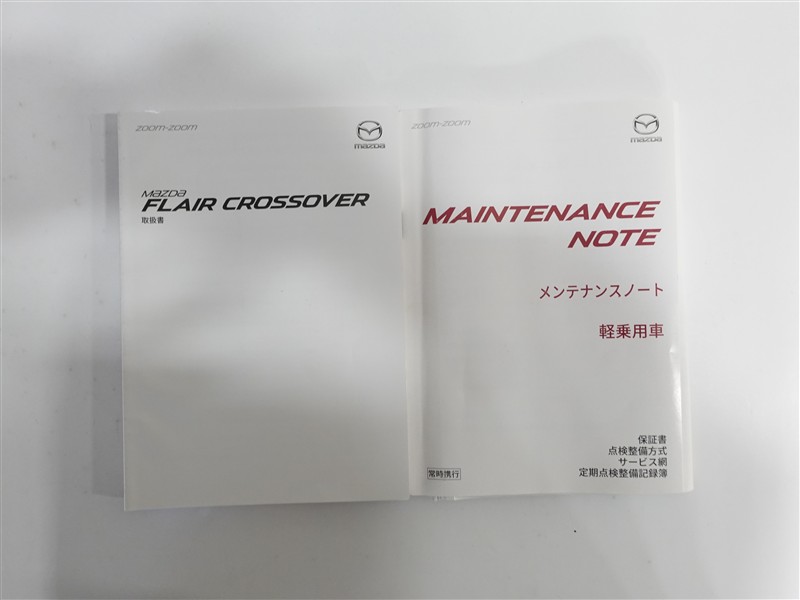 zoom-zoom
mazda
mazda
FLAIR CROSSOVER
取扱書
zoom-zoom
mazda
MAINTENANCE
NOTE
メンテナンスノート
軽乗用車
保証書
点検整備方式
サービス網
定期点検整備記録簿
常時携行